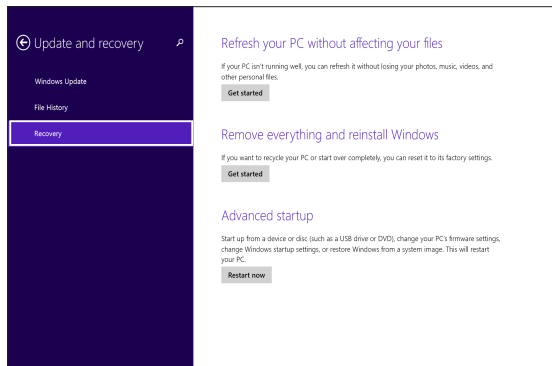 Update and recovery
Windows Update
File History
Recovery
Refresh your PC without affecting your files
If your PC isn't running well, you can refresh it without losing your photos, music, videos, and
other personal files.
Get started
Remove everything and reinstall Windows
If you want to recycle your PC or start over completely, you can reset it to its factory settings.
Get started
Advanced startup
Start up from a device or disc (such as a USB drive or DVD), change your PC's firmware settings,
change Windows startup settings, or restore Windows from a system image. This will restart
your PC.
Restart now